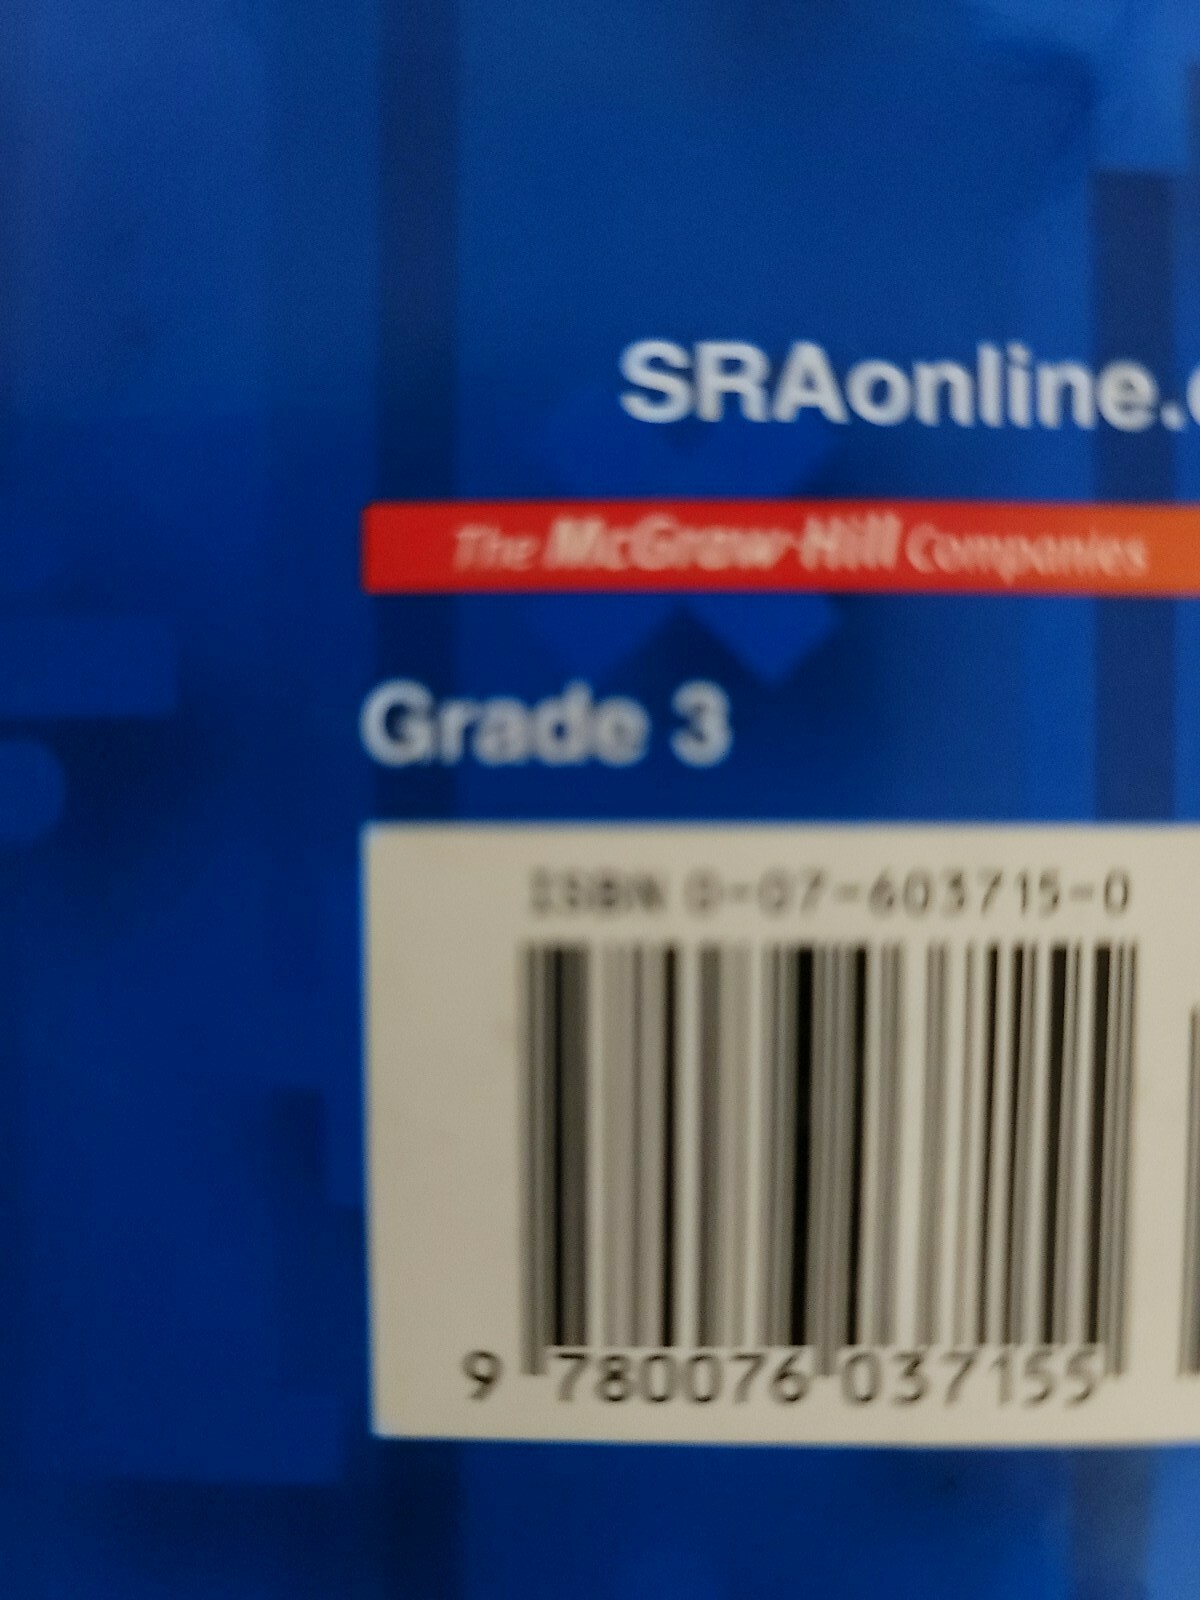 SRAonline.
The McGraw-Hill Companies
Grade 3
ISBN 0-07-603715-0
9 780076 037155